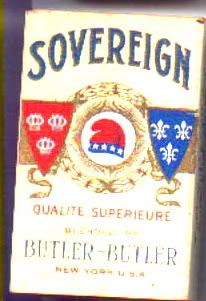 SOVEREIGN
QUALITE SUPERIEURE
BLENDED BY
BUTLER-BUTLER
NEW YORK U.S.A